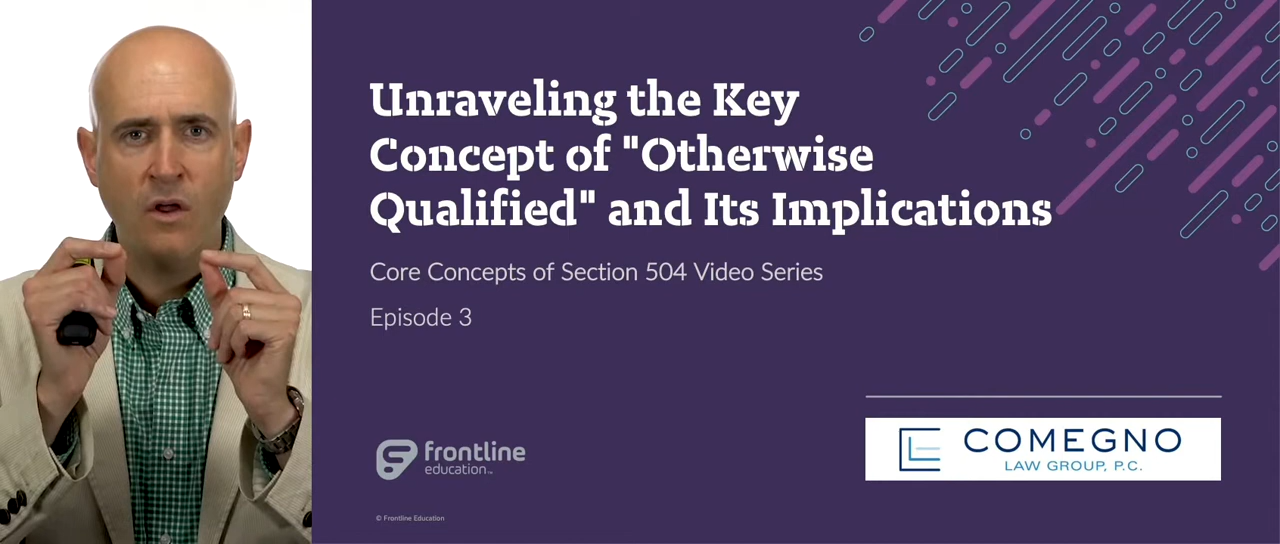 Unraveling the Key
Concept of "Otherwise
Qualified" and Its Implications
Core Concepts of Section 504 Video Series
Episode 3
frontline
education™
COMEGNO
LAW GROUP, P.C.
© Frontline Education